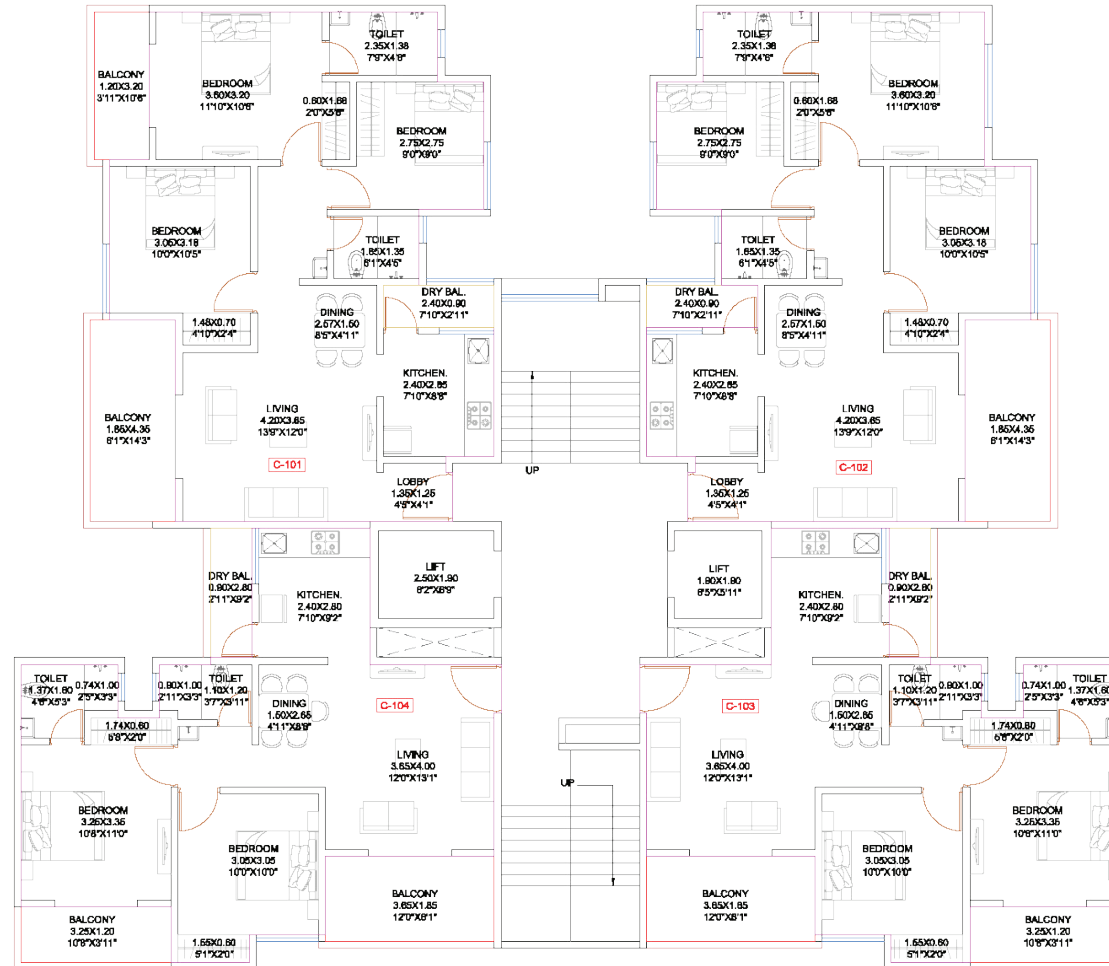 TOILET
2.35X1.38
7'9"X4'6"
BALCONY
1.20X3.20
3'11"X10'6"
BEDROOM
3.60X3.20
11'10"X10'6"
0.60X1.68
2'0"X5'6"
BEDROOM
2.75X2.75
9'0"X9'0"
BEDROOM
3.05X3.18
10'0"X10'5"
TOILET
1.85X1.35
6'1"X4'5"
DRY BAL.
2.40X0.90
7'10"X2'11"
DINING
2.57X1.50
8'5"X4'11"
1.48X0.70
4'10"X2'4"
KITCHEN.
2.40X2.65
7'10"X8'8"
BALCONY
1.85X4.35
6'1"X14'3"
LIVING
4.20X3.65
13'9"X12'0"
C-101
LOBBY
1.35X1.25
4'5"X4'1"
UP
TOILET
2.35X1.38
7'9"X4'6"
BEDROOM
3.60X3.20
11'10"X10'6"
0.60X1.68
2'0"X5'6"
BEDROOM
2.75X2.75
9'0"X9'0"
BEDROOM
3.05X3.18
10'0"X10'5"
TOILET
1.85X1.35
6'1"X4'5"
DRY BAL.
2.40X0.90
7'10"X2'11"
DINING
2.57X1.50
8'5"X4'11"
1.48X0.70
4'10"X2'4"
KITCHEN.
2.40X2.65
7'10"X8'8"
LIVING
4.20X3.65
13'9"X12'0"
BALCONY
1.85X4.35
6'1"X14'3"
C-102
LOBBY
1.35X1.25
4'5"X4'1"
DRY BAL.
0.90X2.80
2'11"X9'2"
KITCHEN.
2.40X2.80
7'10"X9'2"
LIFT
2.50X1.90
8'2"X6'9"
LIFT
1.90X1.80
6'3"X5'11"
KITCHEN.
2.40X2.80
7'10"X9'2"
DRY BAL.
0.90X2.80
2'11"X9'2"
TOILET
1.37X1.60
4'6"X5'3"
0.74X1.00
2'5"X3'3"
0.90X1.00
2'11"X3'3"
TOILET
1.10X1.20
3'7"X3'11"
1.74X0.60
5'8"X2'0"
DINING
1.50X2.65
4'11"X8'8"
C-104
LIVING
3.65X4.00
12'0"X13'1"
BEDROOM
3.25X3.35
10'8"X11'0"
BEDROOM
3.05X3.05
10'0"X10'0"
BALCONY
3.65X1.85
12'0"X6'1"
BALCONY
3.25X1.20
10'8"X3'11"
1.55X0.60
5'1"X2'0"
UP
C-103
DINING
1.50X2.65
4'11"X8'8"
LIVING
3.65X4.00
12'0"X13'1"
TOILET
1.10X1.20
3'7"X3'11"
0.90X1.00
2'11"X3'3"
0.74X1.00
2'5"X3'3"
TOILET
1.37X1.60
4'6"X5'3"
1.74X0.60
5'8"X2'0"
BEDROOM
3.25X3.35
10'8"X11'0"
BEDROOM
3.05X3.05
10'0"X10'0"
BALCONY
3.65X1.85
12'0"X6'1"
BALCONY
3.25X1.20
10'8"X3'11"
1.55X0.60
5'1"X2'0"